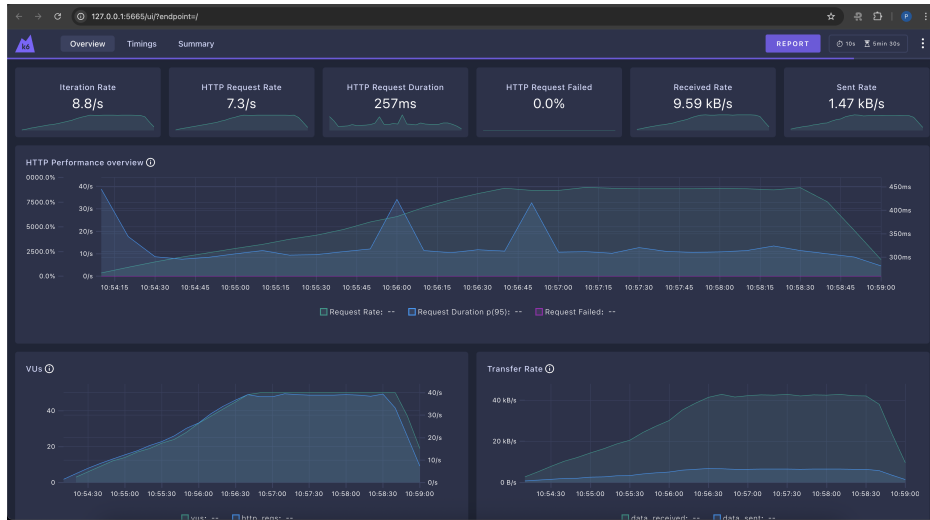 127.0.0.1:5665/ui/?endpoint=/
P
k6
Overview Timings Summary
REPORT
10s 5min 30s
Iteration Rate
8.8/s
HTTP Request Rate
7.3/s
HTTP Request Duration
257ms
HTTP Request Failed
0.0%
Received Rate
9.59 kB/s
Sent Rate
1.47 kB/s
HTTP Performance overview
0000.0% 40/s 450ms
7500.0% 30/s 400ms
5000.0% 20/s 350ms
2500.0% 10/s 300ms
0.0% 0/s
10:54:15 10:54:30 10:54:45 10:55:00 10:55:15 10:55:30 10:55:45 10:56:00 10:56:15 10:56:30 10:56:45 10:57:00 10:57:15 10:57:30 10:57:45 10:58:00 10:58:15 10:58:30 10:58:45 10:59:00
Request Rate: -- Request Duration p(95): -- Request Failed: --
VUs
40/s
40
30/s
20/s
20
10/s
0 0/s
10:54:30 10:55:00 10:55:30 10:56:00 10:56:30 10:57:00 10:57:30 10:58:00 10:58:30 10:59:00
vus: -- http_reqs: --
Transfer Rate
40 kB/s
20 kB/s
0 B/s
10:54:30 10:55:00 10:55:30 10:56:00 10:56:30 10:57:00 10:57:30 10:58:00 10:58:30 10:59:00
data_received: -- data_sent: --